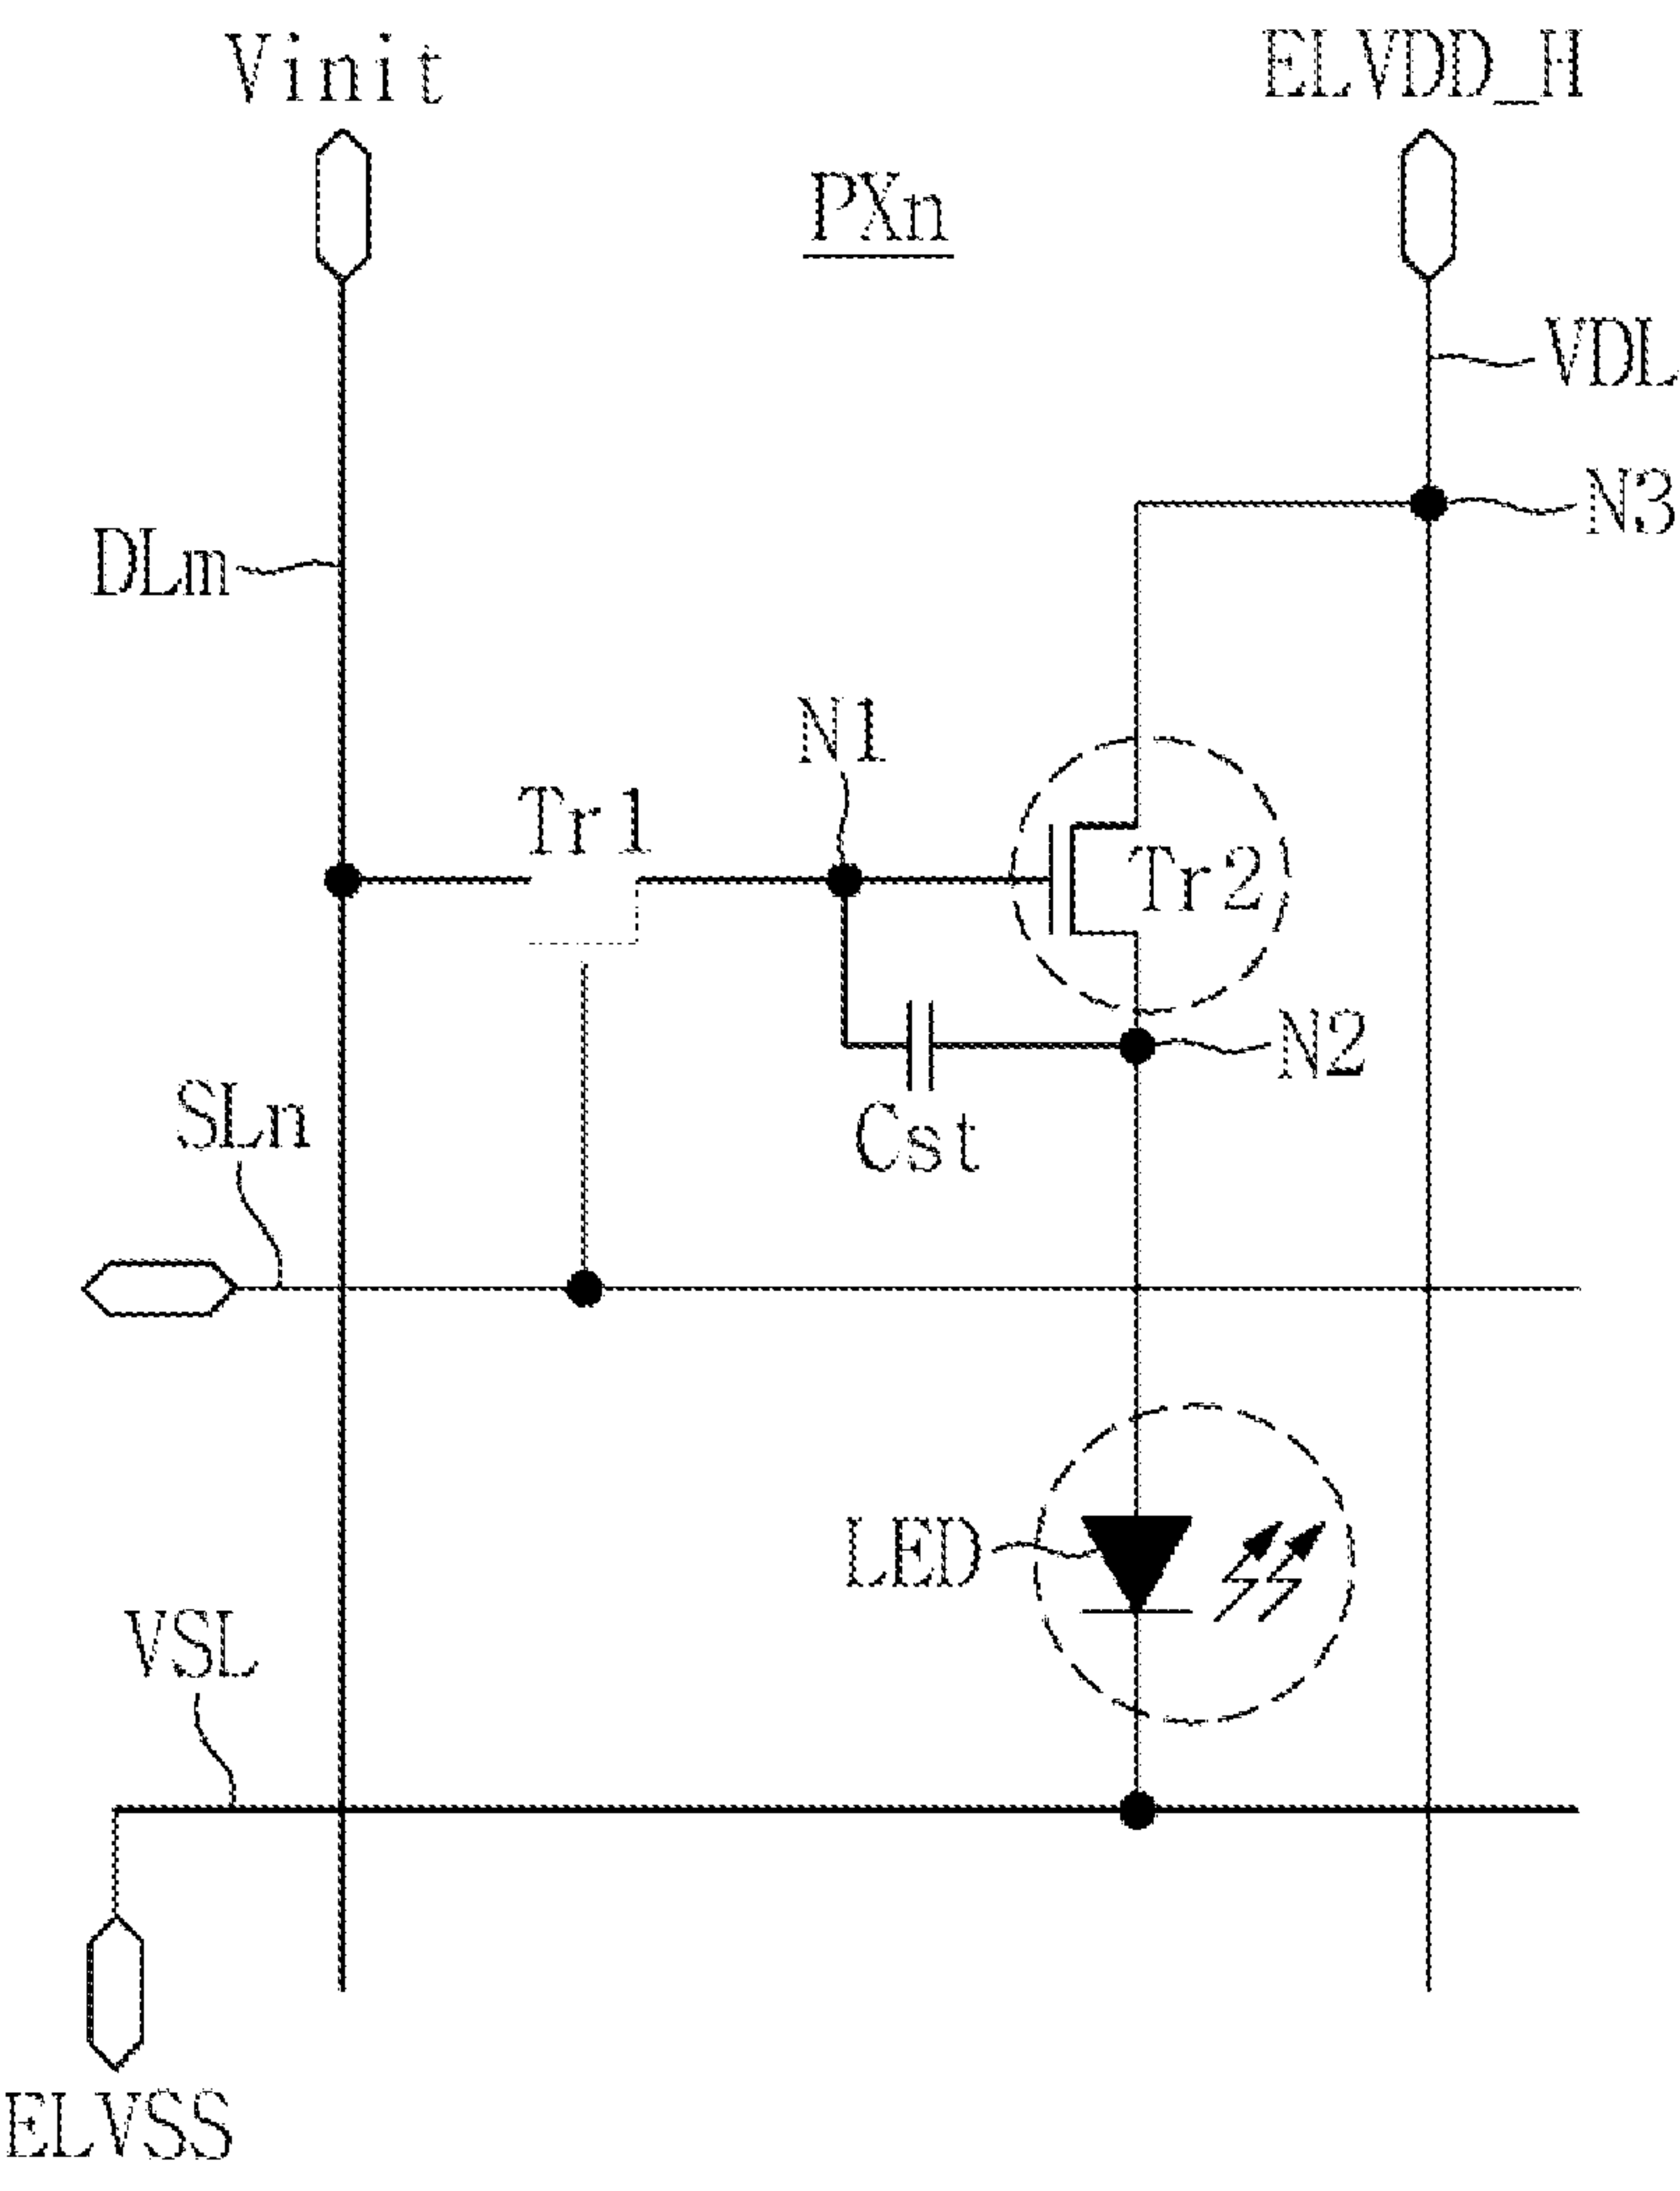 Vinit
ELVDD_H
PXn
VDL
N3
DLm
N1
Tr1
Tr2
N2
SLn
Cst
LED
VSL
ELVSS